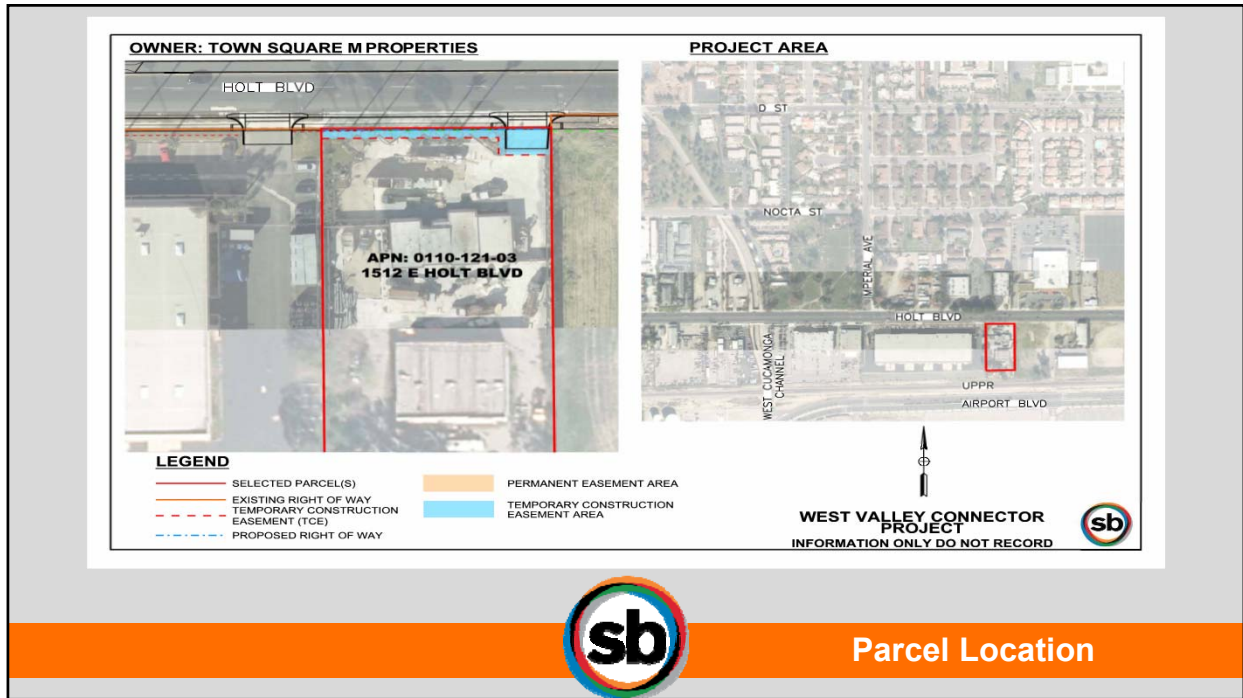 OWNER: TOWN SQUARE M PROPERTIES
HOLT BLVD
APN: 0110-121-03
1512 E HOLT BLVD
PROJECT AREA
D ST
NOCTA ST
IMPERIAL AVE
HOLT BLVD
WEST CUCAMONGA
CHANNEL
UPPR
AIRPORT BLVD
LEGEND
SELECTED PARCEL(S)
EXISTING RIGHT OF WAY
TEMPORARY CONSTRUCTION
EASEMENT (TCE)
PROPOSED RIGHT OF WAY
PERMANENT EASEMENT AREA
TEMPORARY CONSTRUCTION
EASEMENT AREA
WEST VALLEY CONNECTOR
PROJECT
INFORMATION ONLY DO NOT RECORD
sb
sb
Parcel Location